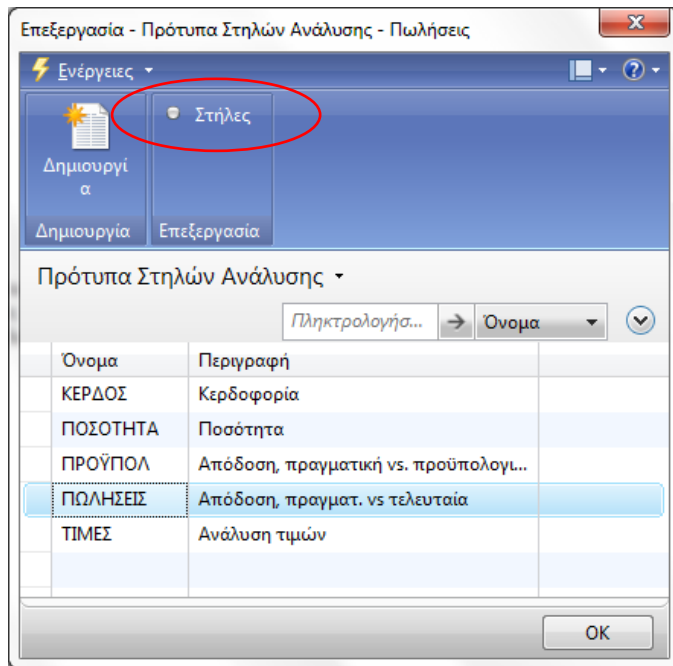 Επεξεργασία - Πρότυπα Στηλών Ανάλυσης - Πωλήσεις
Ενέργειες
Στήλες
Δημιουργί
α
Δημιουργία Επεξεργασία
Πρότυπα Στηλών Ανάλυσης
Πληκτρολογήσ... Όνομα
Όνομα Περιγραφή
ΚΕΡΔΟΣ Κερδοφορία
ΠΟΣΟΤΗΤΑ Ποσότητα
ΠΡΟΫΠΟΛ Απόδοση, πραγματική vs. προϋπολογι...
ΠΩΛΗΣΕΙΣ Απόδοση, πραγματ. vs τελευταία
ΤΙΜΕΣ Ανάλυση τιμών
OK